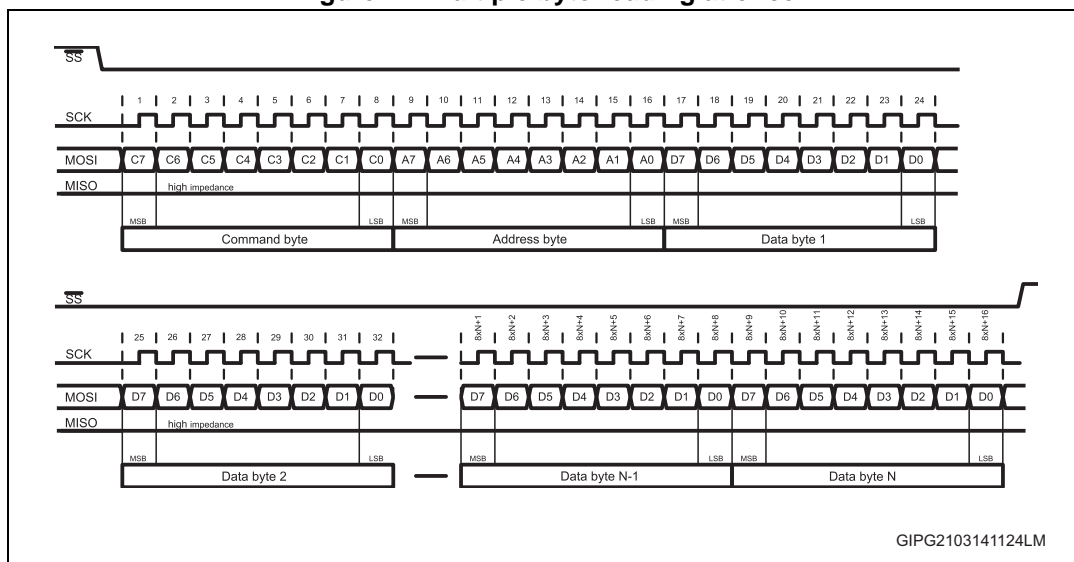 SS
1 2 3 4 5 6 7 8 9 10 11 12 13 14 15 16 17 18 19 20 21 22 23 24
SCK
MOSI C7 C6 C5 C4 C3 C2 C1 C0 A7 A6 A5 A4 A3 A2 A1 A0 D7 D6 D5 D4 D3 D2 D1 D0
MISO high impedance
MSB LSB MSB LSB MSB LSB
Command byte Address byte Data byte 1
SS
25 26 27 28 29 30 31 32 8xN+1 8xN+2 8xN+3 8xN+4 8xN+5 8xN+6 8xN+7 8xN+8 8xN+9 8xN+10 8xN+11 8xN+12 8xN+13 8xN+14 8xN+15 8xN+16
SCK
MOSI D7 D6 D5 D4 D3 D2 D1 D0 D7 D6 D5 D4 D3 D2 D1 D0 D7 D6 D5 D4 D3 D2 D1 D0
MISO high impedance
MSB LSB MSB LSB MSB LSB
Data byte 2 Data byte N-1 Data byte N
GIPG2103141124LM